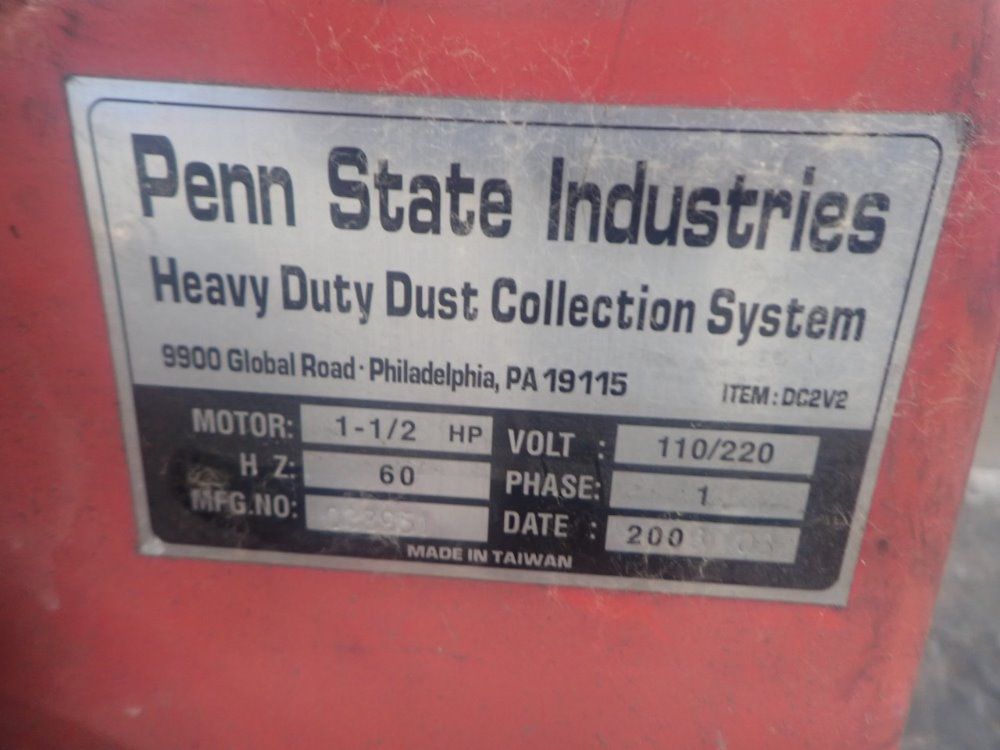 Penn State Industries
Heavy Duty Dust Collection System
9900 Global Road · Philadelphia, PA 19115
ITEM : DC2V2
MOTOR: 1-1/2 HP VOLT : 110/220
H Z: 60 PHASE: 1
MFG.NO: DATE : 200
MADE IN TAIWAN